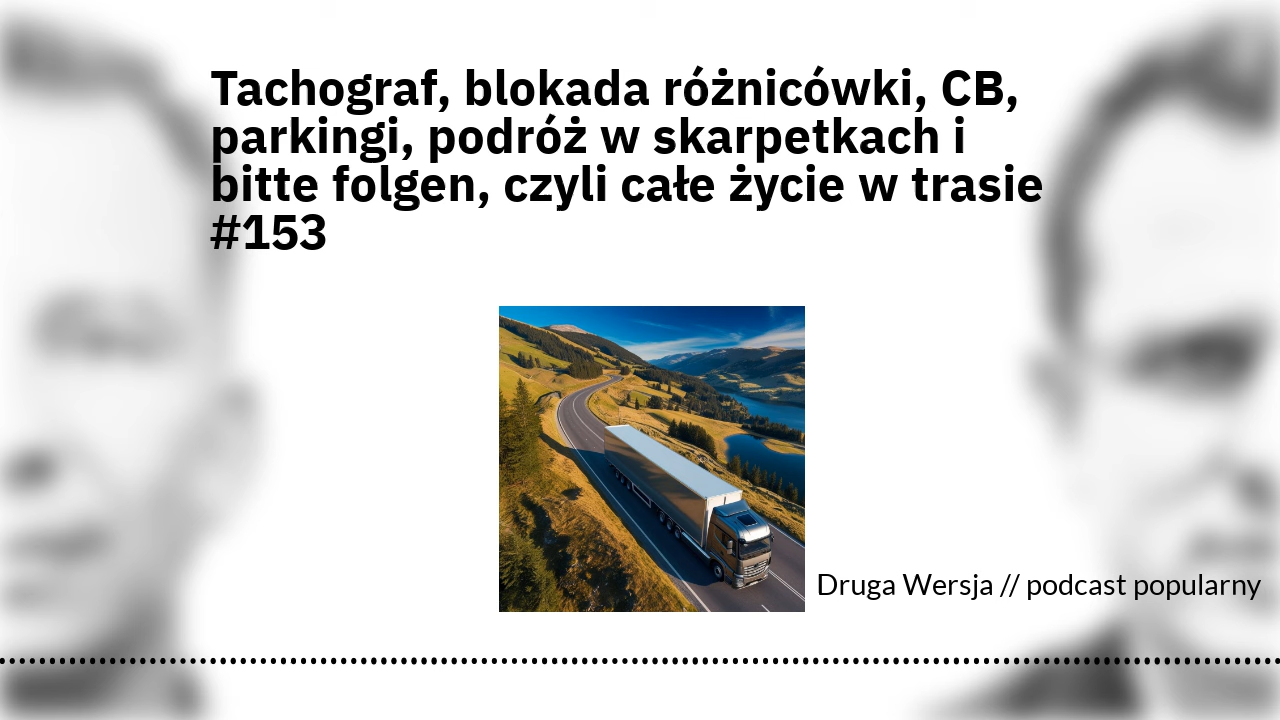 Tachograf, blokada różnicówki, CB,
parkingi, podróż w skarpetkach i
bitte folgen, czyli całe życie w trasie
#153
Druga Wersja // podcast popularny